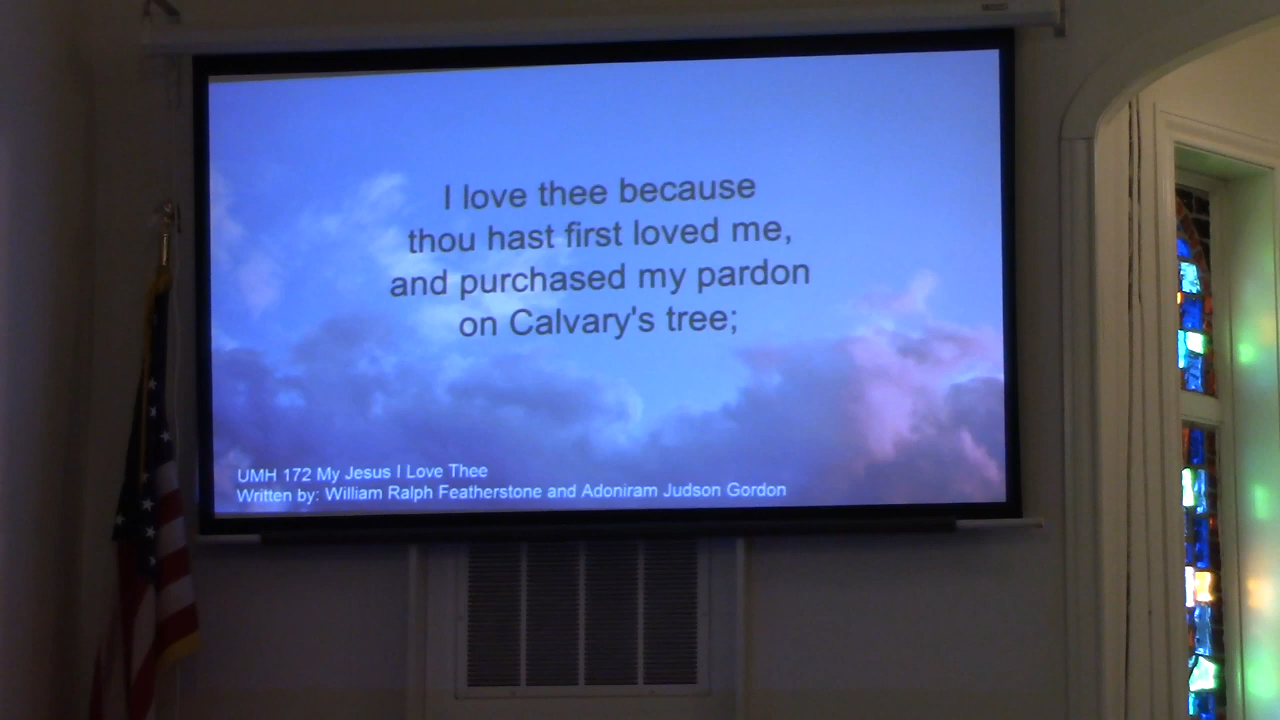 I love thee because
thou hast first loved me,
and purchased my pardon
on Calvary's tree;
UMH 172 My Jesus I Love Thee
Written by: William Ralph Featherstone and Adoniram Judson Gordon